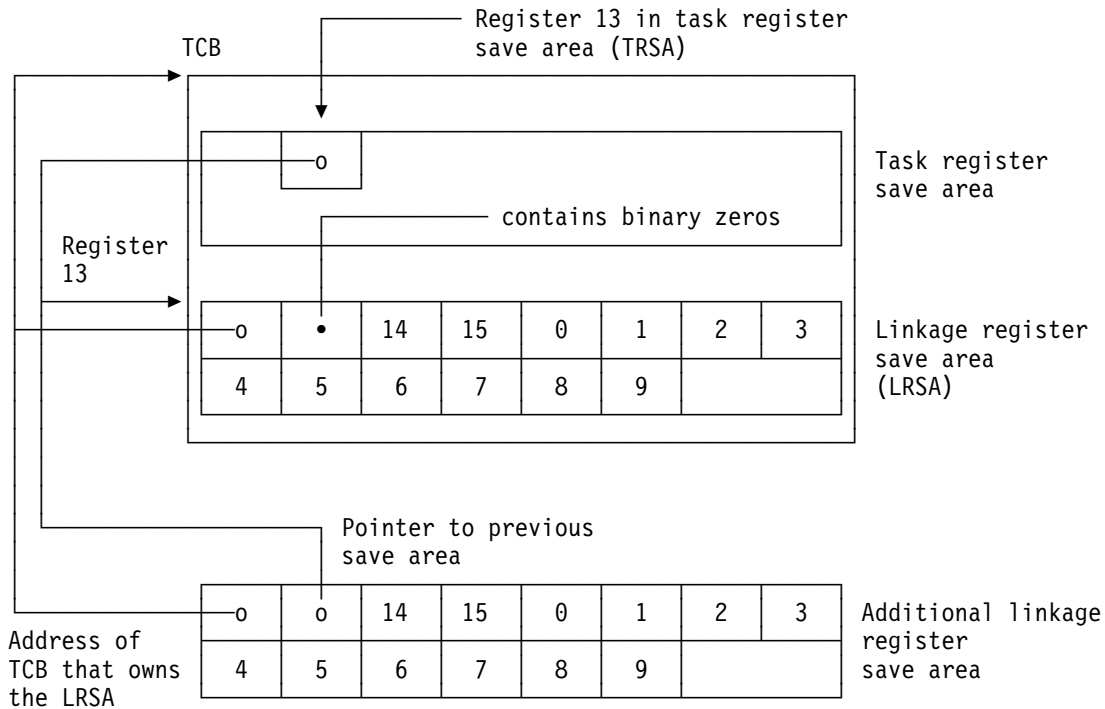 Register 13 in task register
save area (TRSA)
TCB
o
Task register
save area
contains binary zeros
Register
13
o • 14 15 0 1 2 3
4 5 6 7 8 9
Linkage register
save area
(LRSA)
Pointer to previous
save area
o o 14 15 0 1 2 3
4 5 6 7 8 9
Additional linkage
register
save area
Address of
TCB that owns
the LRSA